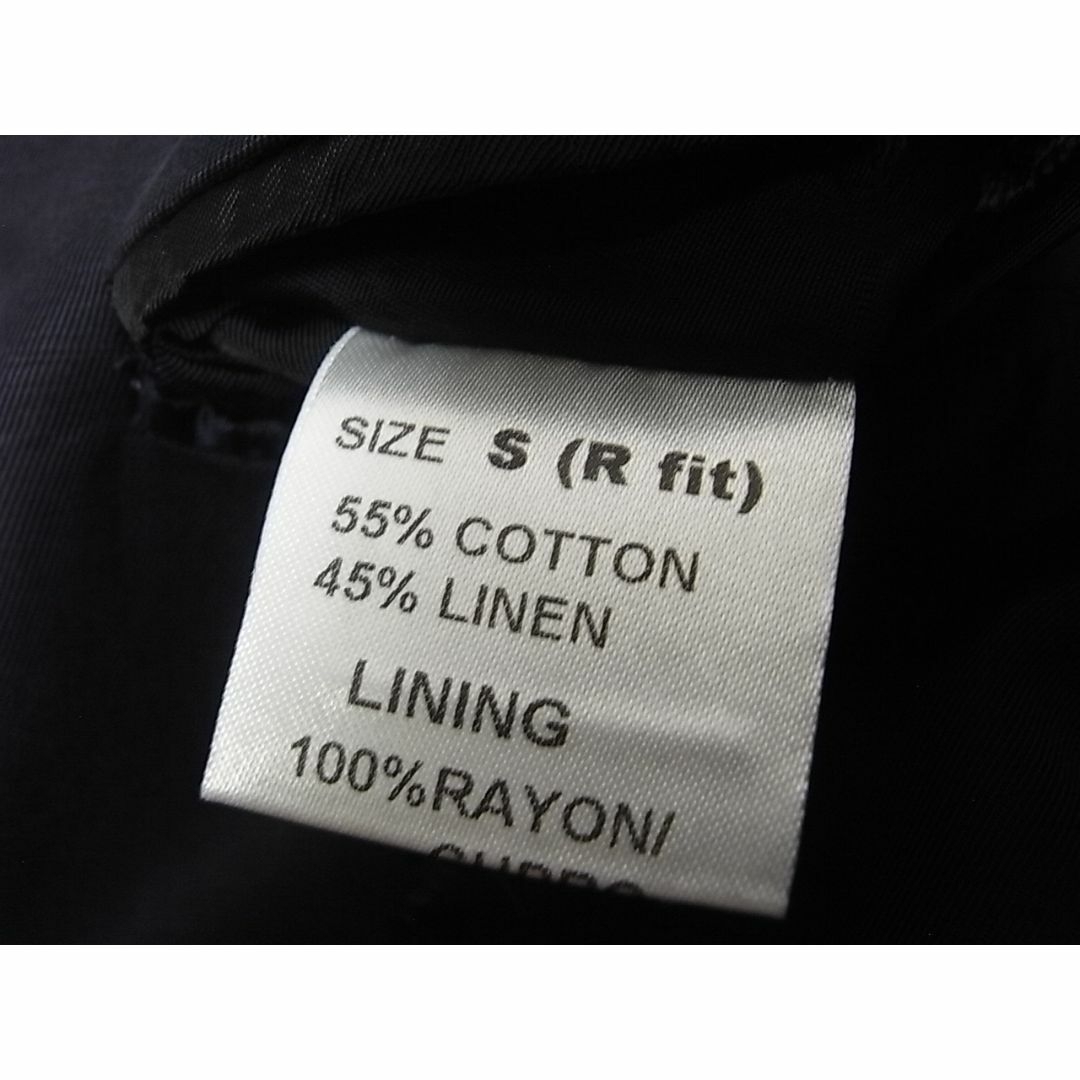 SIZE S (R fit)
55% COTTON
45% LINEN
LINING
100%RAYON/